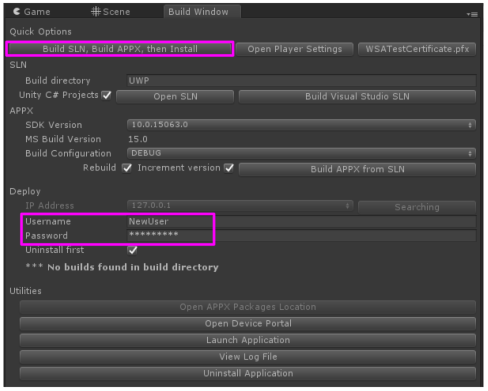 Game Scene Build Window
Quick Options
Build SLN, Build APPX, then Install Open Player Settings WSATestCertificate.pfx
SLN
Build directory UWP
Unity C# Projects Open SLN Build Visual Studio SLN
APPX
SDK Version 10.0.15063.0
MS Build Version 15.0
Build Configuration DEBUG
Rebuild Increment version Build APPX from SLN
Deploy
IP Address 127.0.0.1 Searching
Username NewUser
Password *********
Uninstall first
*** No builds found in build directory
Utilities
Open APPX Packages Location
Open Device Portal
Launch Application
View Log File
Uninstall Application